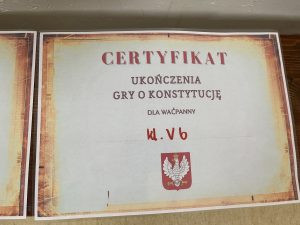 CERTYFIKAT
UKOŃCZENIA
GRY O KONSTYTUCJĘ
DLA WAĆPANNY
kl. V b